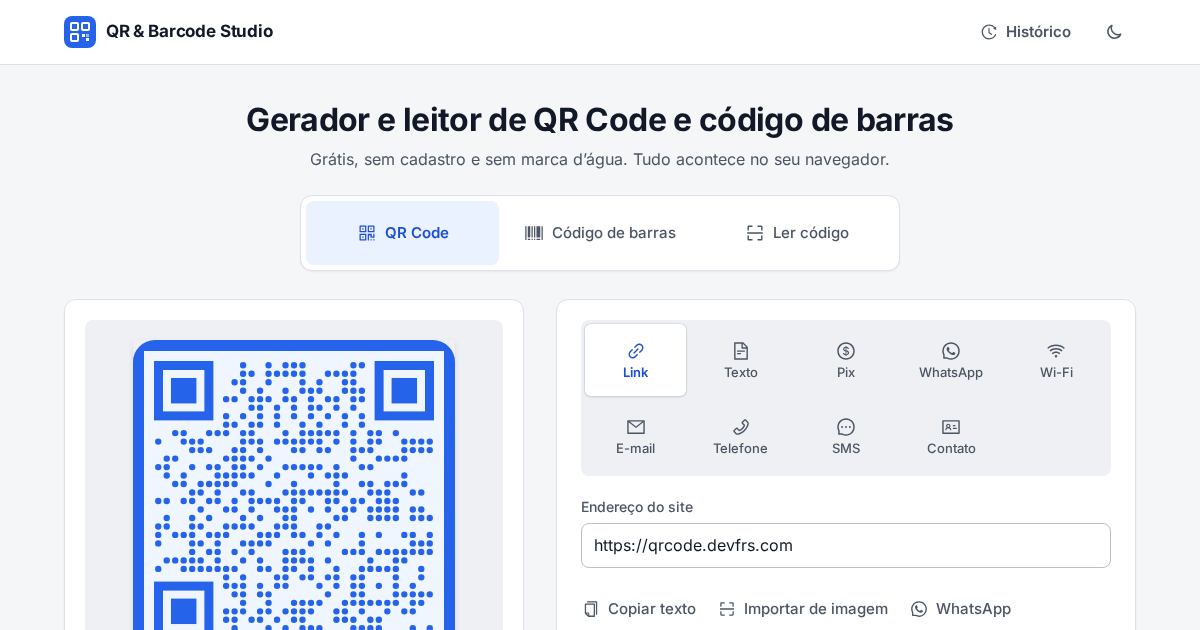 QR & Barcode Studio
Histórico
Gerador e leitor de QR Code e código de barras
Grátis, sem cadastro e sem marca d’água. Tudo acontece no seu navegador.
QR Code
Código de barras
Ler código
Link
Texto
Pix
WhatsApp
Wi-Fi
E-mail
Telefone
SMS
Contato
Endereço do site
https://qrcode.devfrs.com
Copiar texto
Importar de imagem
WhatsApp